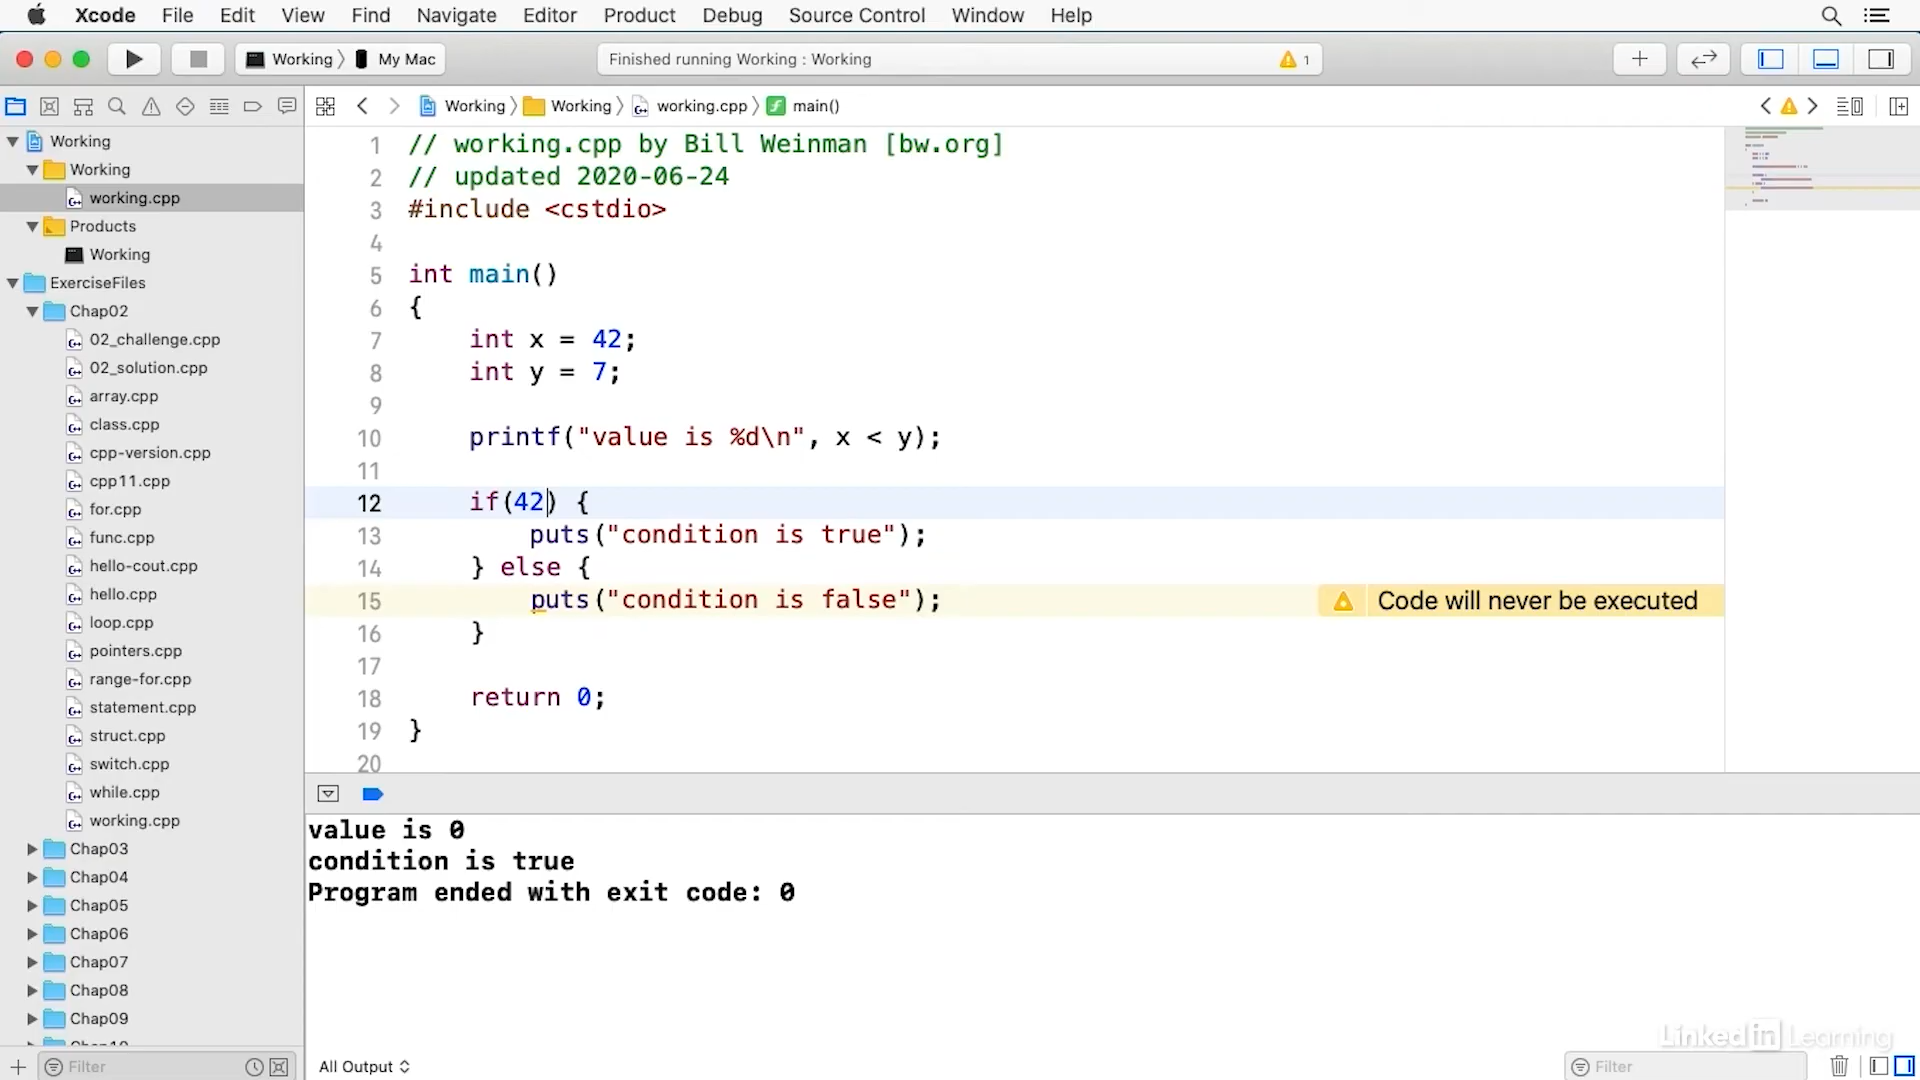 Xcode File Edit View Find Navigate Editor Product Debug Source Control Window Help
Working My Mac Finished running Working : Working 1
Working Working working.cpp main()
Working
Working
working.cpp
Products
Working
ExerciseFiles
Chap02
02_challenge.cpp
02_solution.cpp
array.cpp
class.cpp
cpp-version.cpp
cpp11.cpp
for.cpp
func.cpp
hello-cout.cpp
hello.cpp
loop.cpp
pointers.cpp
range-for.cpp
statement.cpp
struct.cpp
switch.cpp
while.cpp
working.cpp
Chap03
Chap04
Chap05
Chap06
Chap07
Chap08
Chap09
Filter
1 // working.cpp by Bill Weinman [bw.org]
2 // updated 2020-06-24
3 #include <cstdio>
4
5 int main()
6 {
7 int x = 42;
8 int y = 7;
9
10 printf("value is %d\n", x < y);
11
12 if(42) {
13 puts("condition is true");
14 } else {
15 puts("condition is false"); Code will never be executed
16 }
17
18 return 0;
19 }
20
value is 0
condition is true
Program ended with exit code: 0
All Output Filter
Linked in Learning